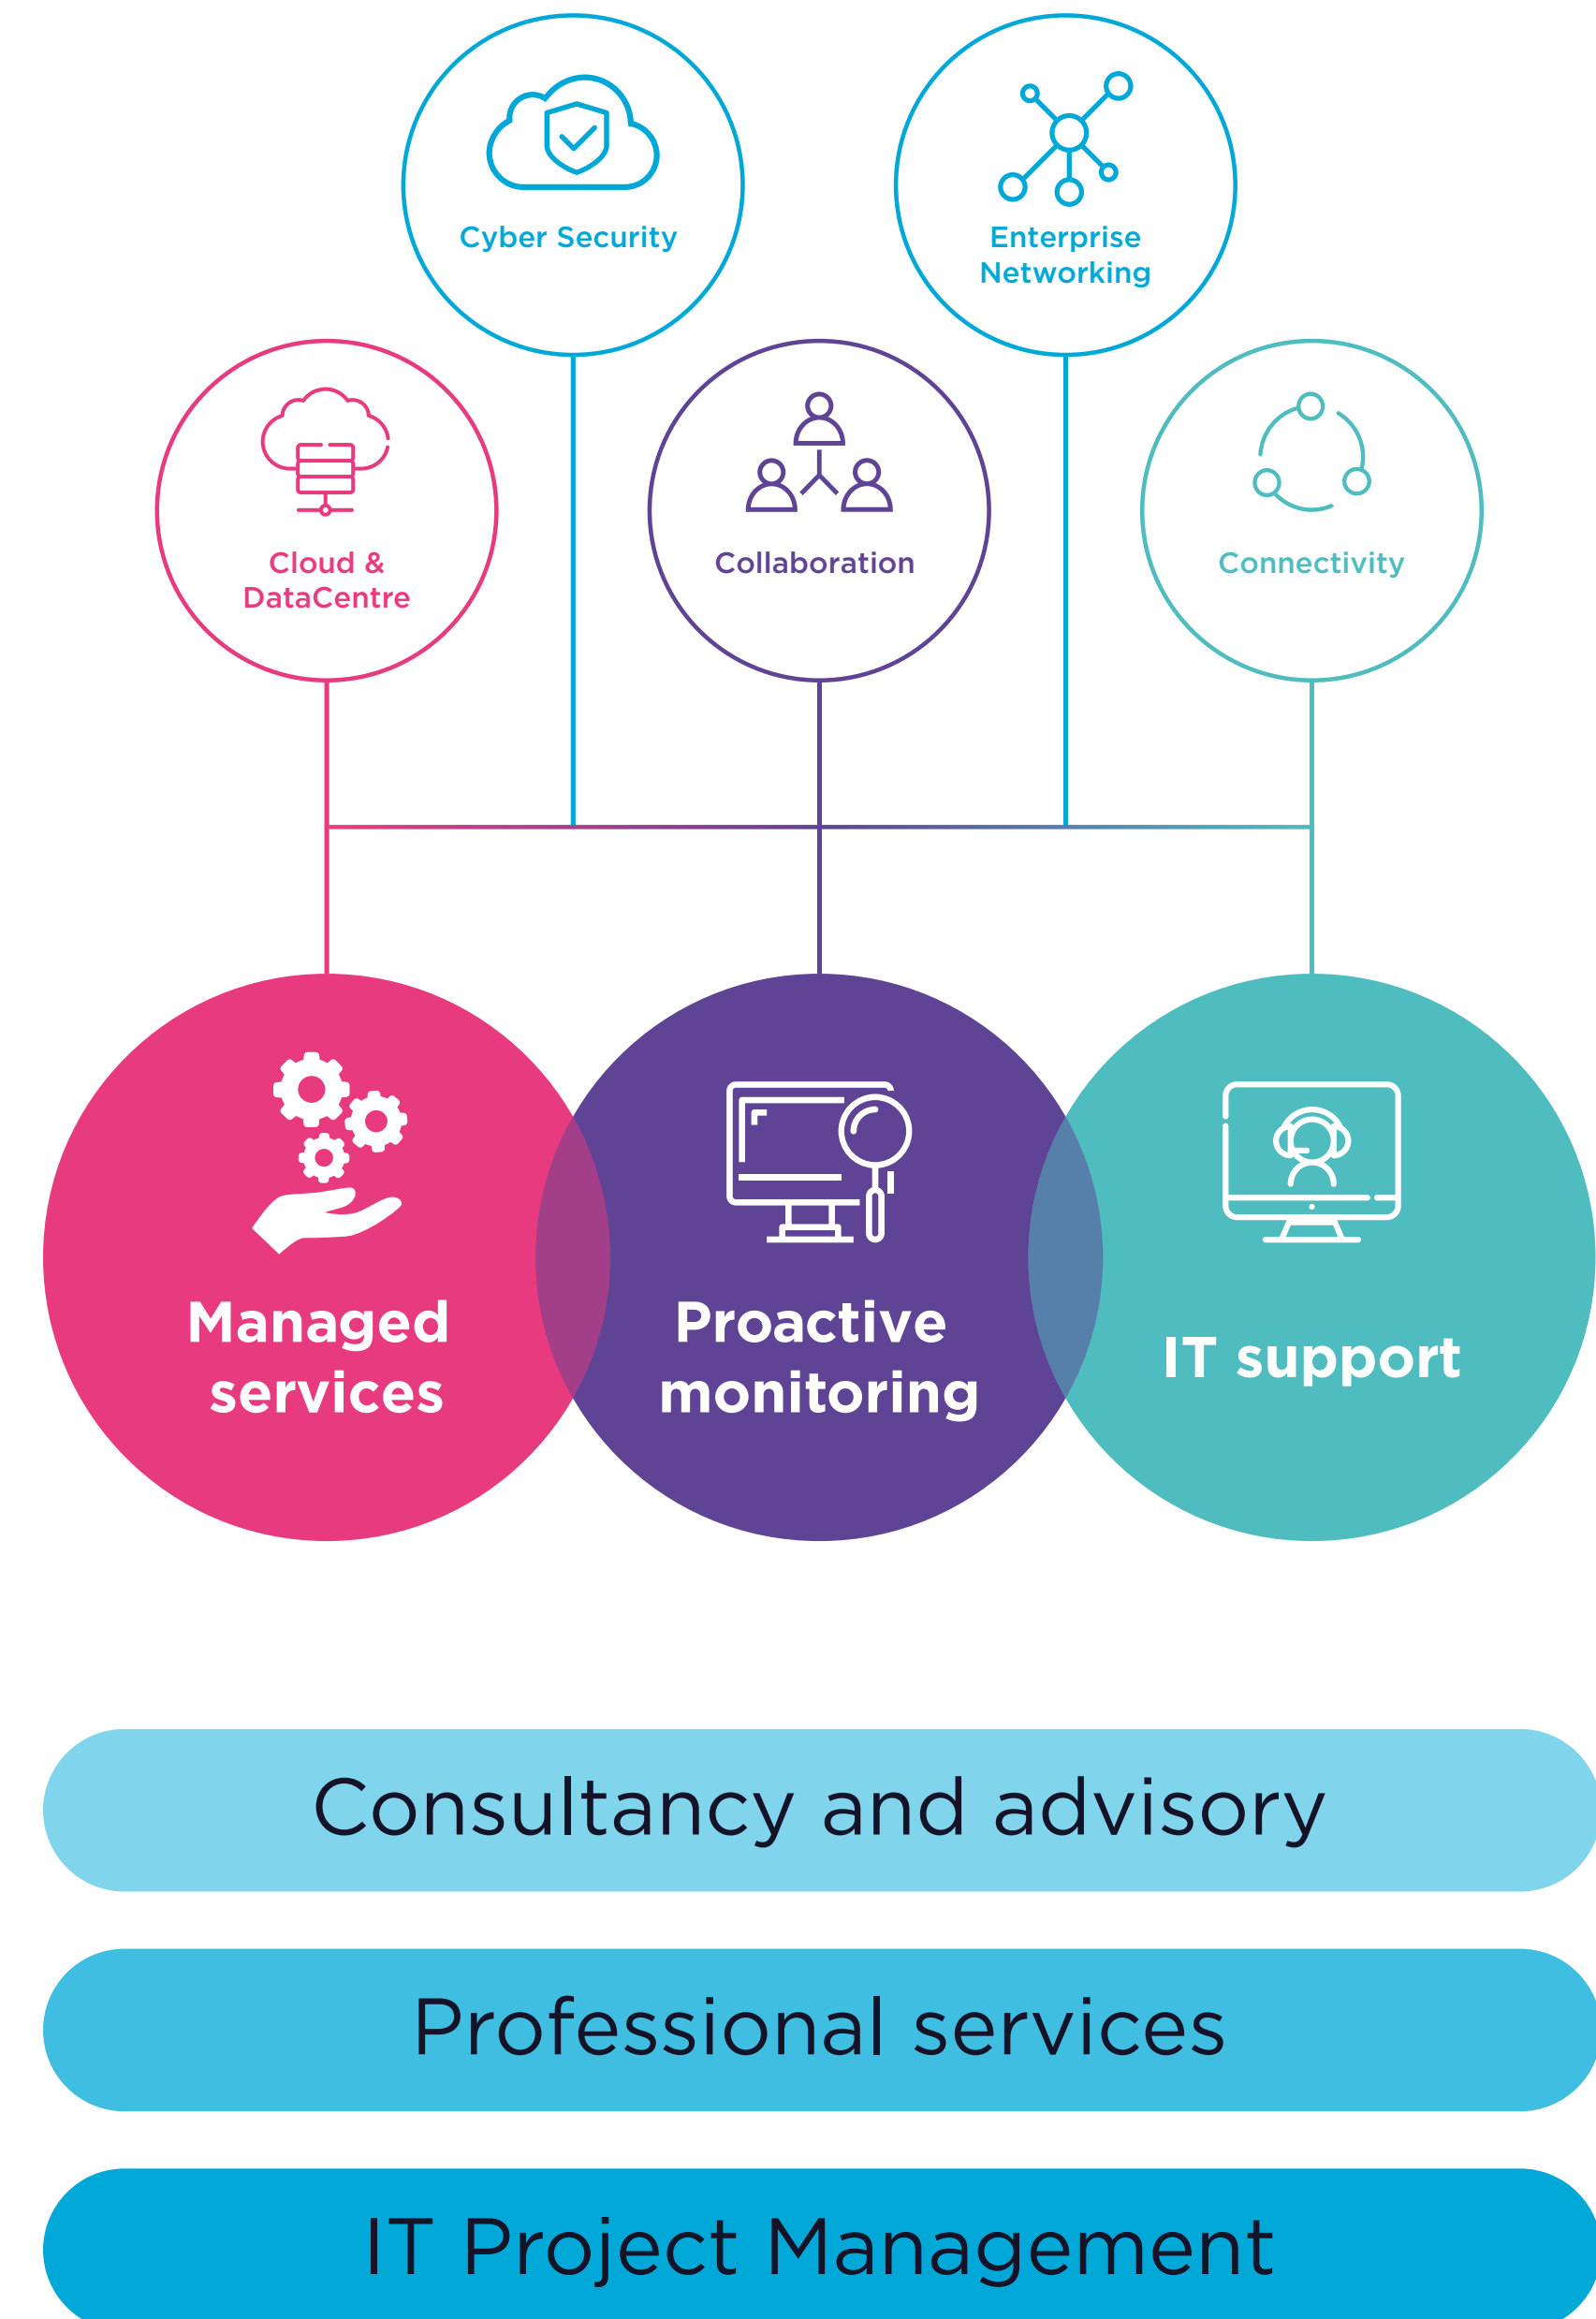 Cyber Security
Enterprise
Networking
Cloud &
DataCentre
Collaboration
Connectivity
Managed
services
Proactive
monitoring
IT support
Consultancy and advisory
Professional services
IT Project Management